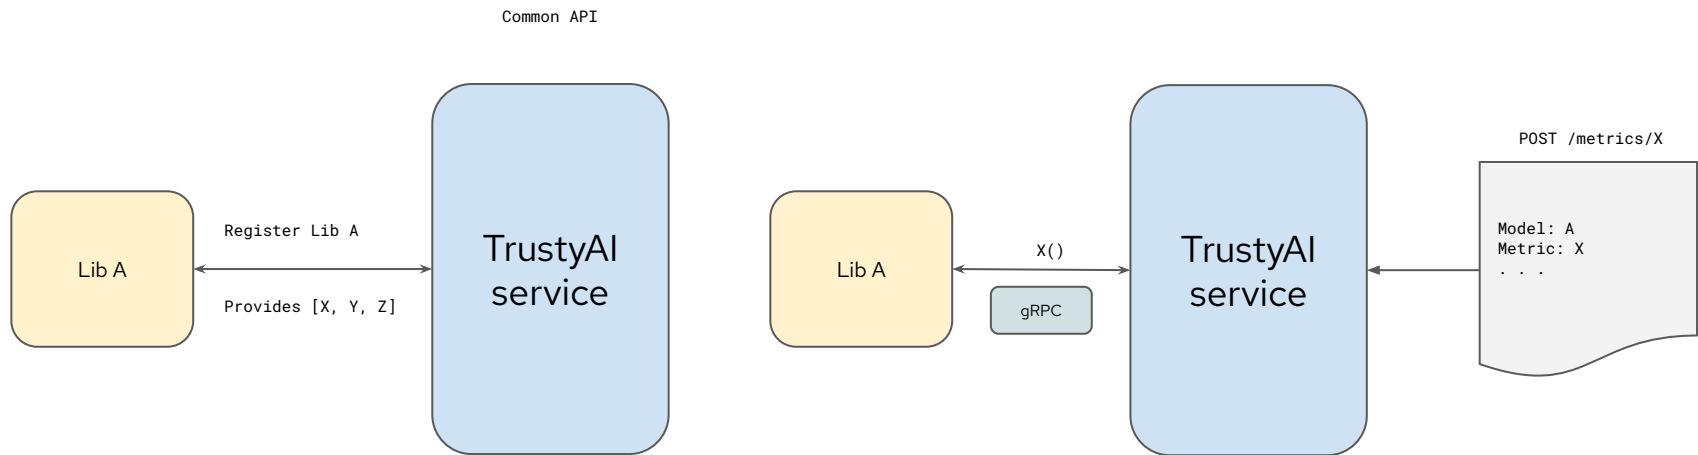 Common API
Lib A
Register Lib A
Provides [X, Y, Z]
TrustyAI
service
Lib A
X()
gRPC
TrustyAI
service
POST /metrics/X
Model: A
Metric: X
. . .